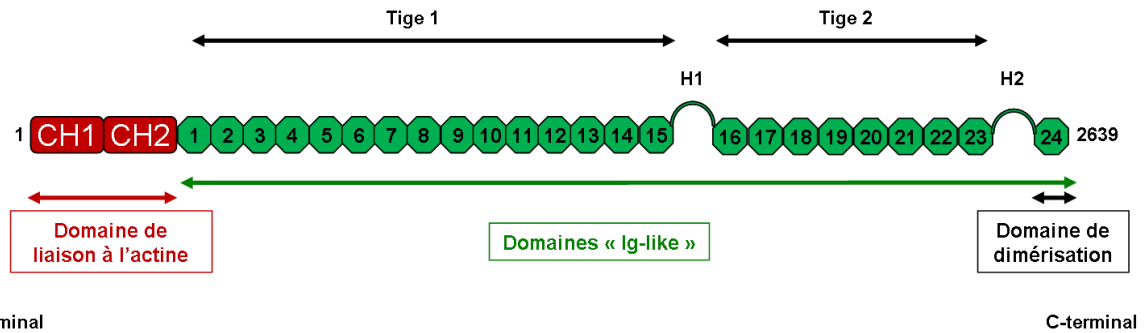 Tige 1
Tige 2
H1
H2
1
CH1 CH2 1 2 3 4 5 6 7 8 9 10 11 12 13 14 15 16 17 18 19 20 21 22 23 24
2639
Domaine de
liaison à l'actine
Domaines « Ig-like »
Domaine de
dimérisation
minal
C-terminal